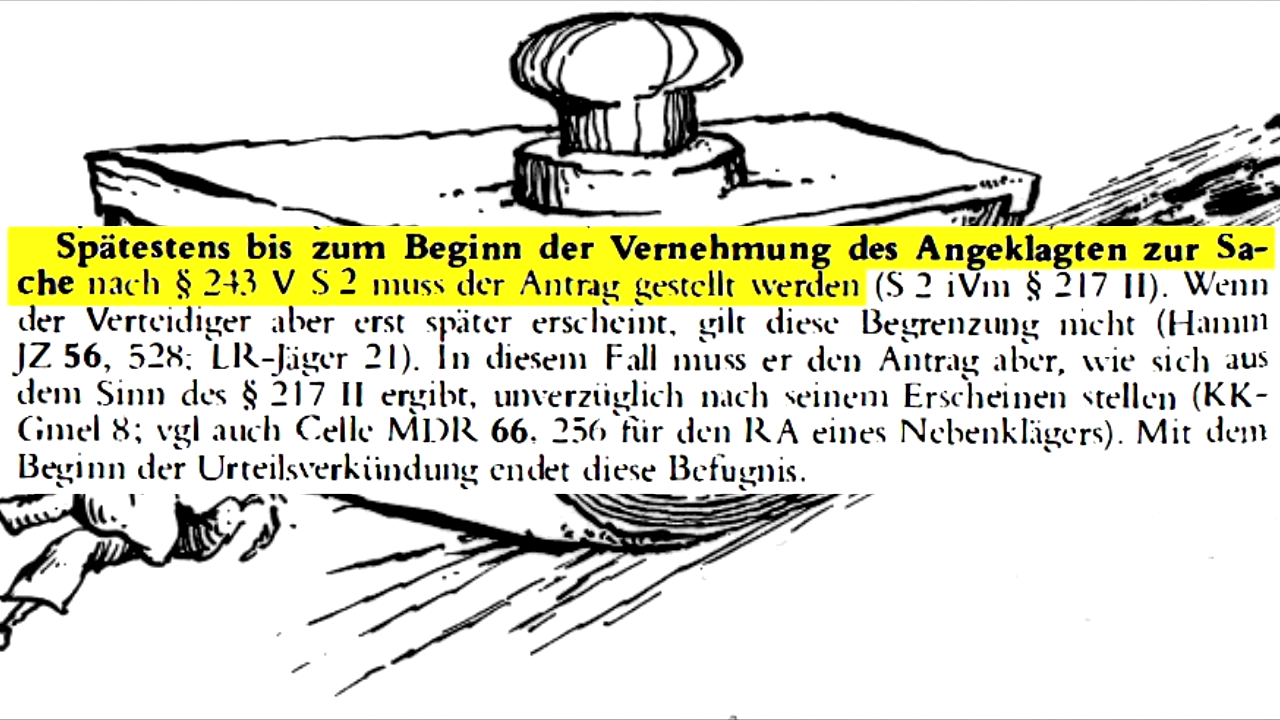 Spätestens bis zum Beginn der Vernehmung des Angeklagten zur Sa-
che nach § 243 V S 2 muss der Antrag gestellt werden (S 2 iVm § 217 II). Wenn
der Verteidiger aber erst später erscheint, gilt diese Begrenzung nicht (Hamm
JZ 56, 528; LR-Jäger 21). In diesem Fall muss er den Antrag aber, wie sich aus
dem Sinn des § 217 II ergibt, unverzüglich nach seinem Erscheinen stellen (KK-
Gmel 8; vgl auch Celle MDR 66, 256 für den RA eines Nebenklägers). Mit dem
Beginn der Urteilsverkündung endet diese Befugnis.